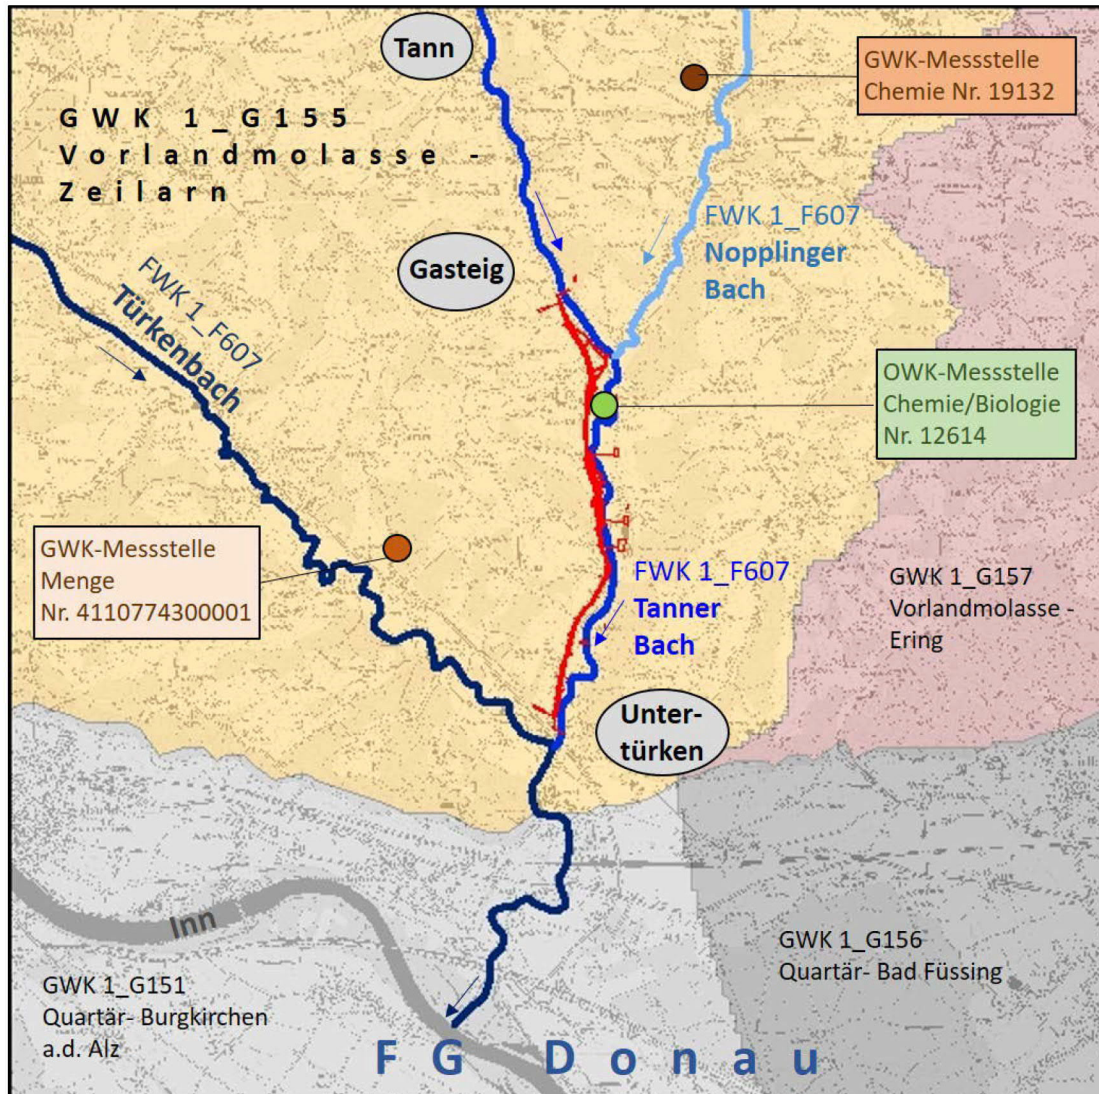 Tann
GWK-Messstelle
Chemie Nr. 19132
GWK 1_G155
Vorlandmolasse -
Zeilarn
FWK 1_F607
Nopplinger
Bach
Gasteig
FWK 1_F607
Türkenbach
OWK-Messstelle
Chemie/Biologie
Nr. 12614
GWK-Messstelle
Menge
Nr. 4110774300001
FWK 1_F607
Tanner
Bach
GWK 1_G157
Vorlandmolasse -
Ering
Unter-
türken
Inn
GWK 1_G156
Quartär- Bad Füssing
GWK 1_G151
Quartär- Burgkirchen
a.d. Alz
FG Donau